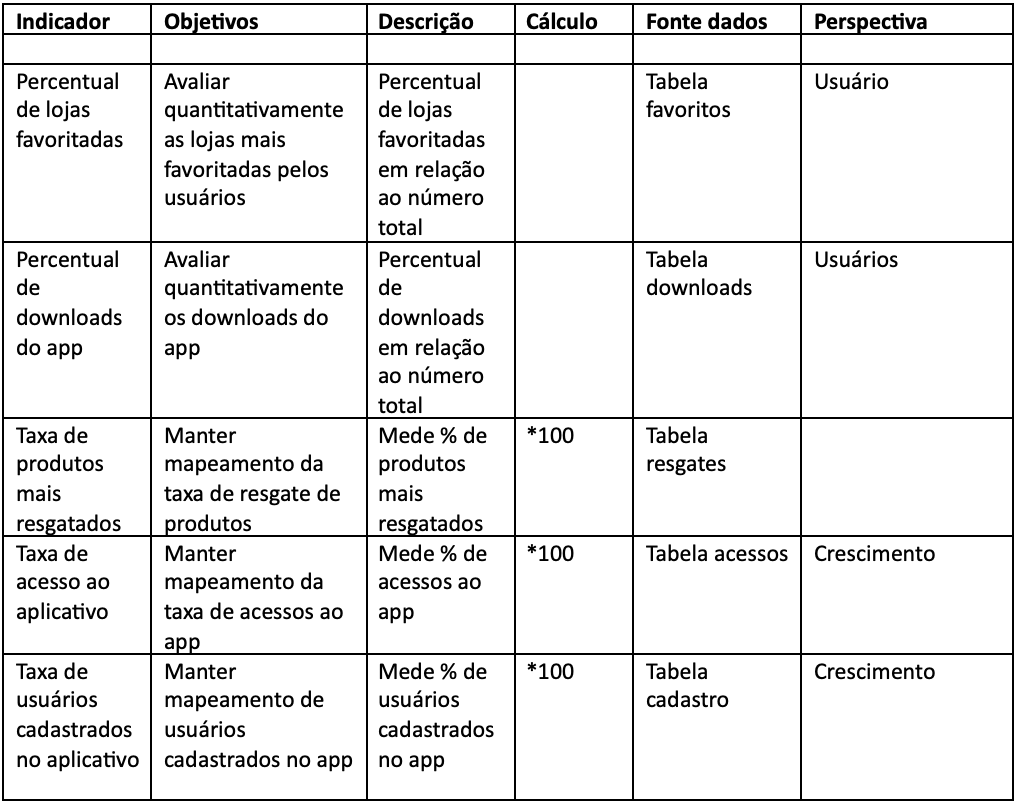 Indicador Objetivos Descrição Cálculo Fonte dados Perspectiva
Percentual de lojas favoritadas Avaliar quantitativamente as lojas mais favoritadas pelos usuários Percentual de lojas favoritadas em relação ao número total Tabela favoritos Usuário
Percentual de downloads do app Avaliar quantitativamente os downloads do app Percentual de downloads em relação ao número total Tabela downloads Usuários
Taxa de produtos mais resgatados Manter mapeamento da taxa de resgate de produtos Mede % de produtos mais resgatados *100 Tabela resgates
Taxa de acesso ao aplicativo Manter mapeamento da taxa de acessos ao app Mede % de acessos ao app *100 Tabela acessos Crescimento
Taxa de usuários cadastrados no aplicativo Manter mapeamento de usuários cadastrados no app Mede % de usuários cadastrados no app *100 Tabela cadastro Crescimento